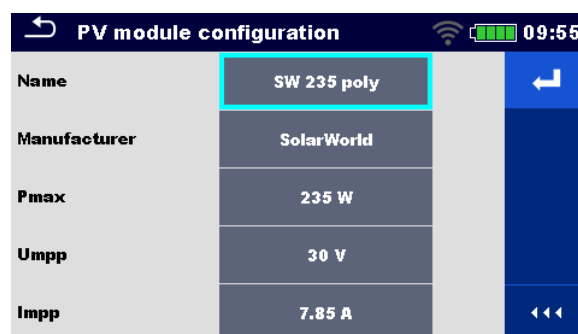 PV module configuration 09:55
Name SW 235 poly
Manufacturer SolarWorld
Pmax 235 W
Umpp 30 V
Impp 7.85 A